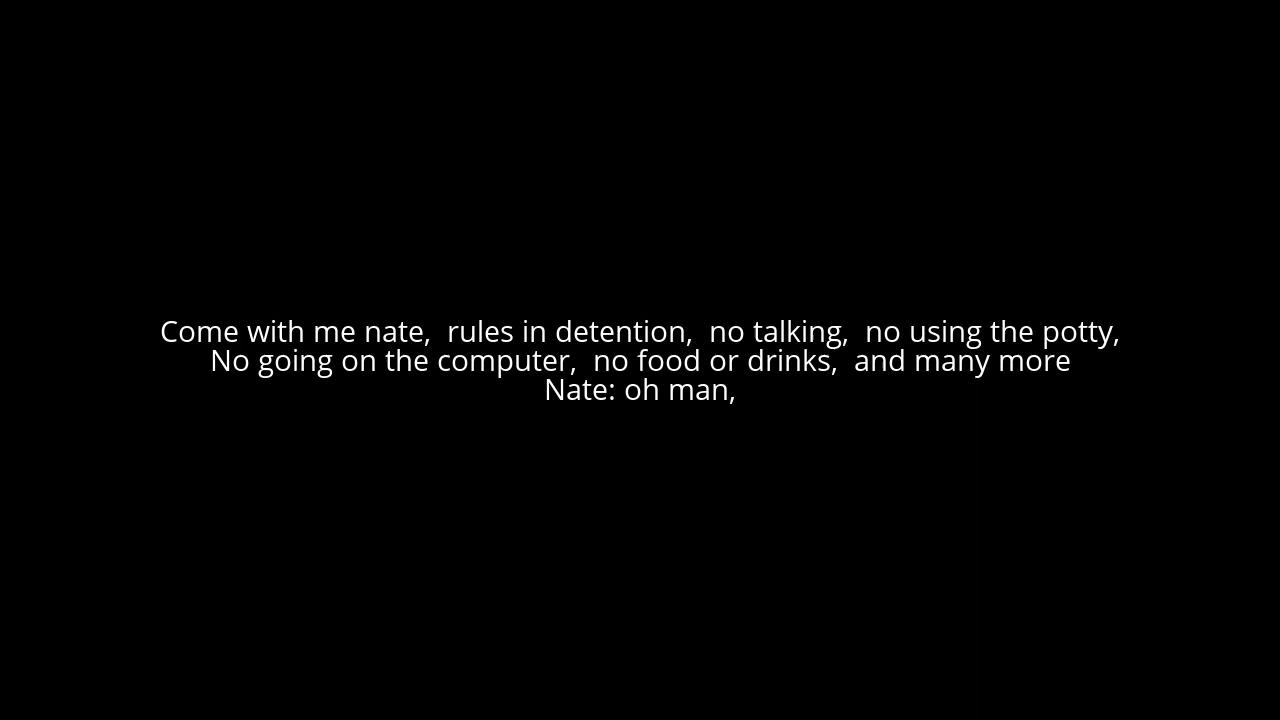 Come with me nate,  rules in detention,  no talking,  no using the potty,
No going on the computer,  no food or drinks,  and many more
Nate: oh man,